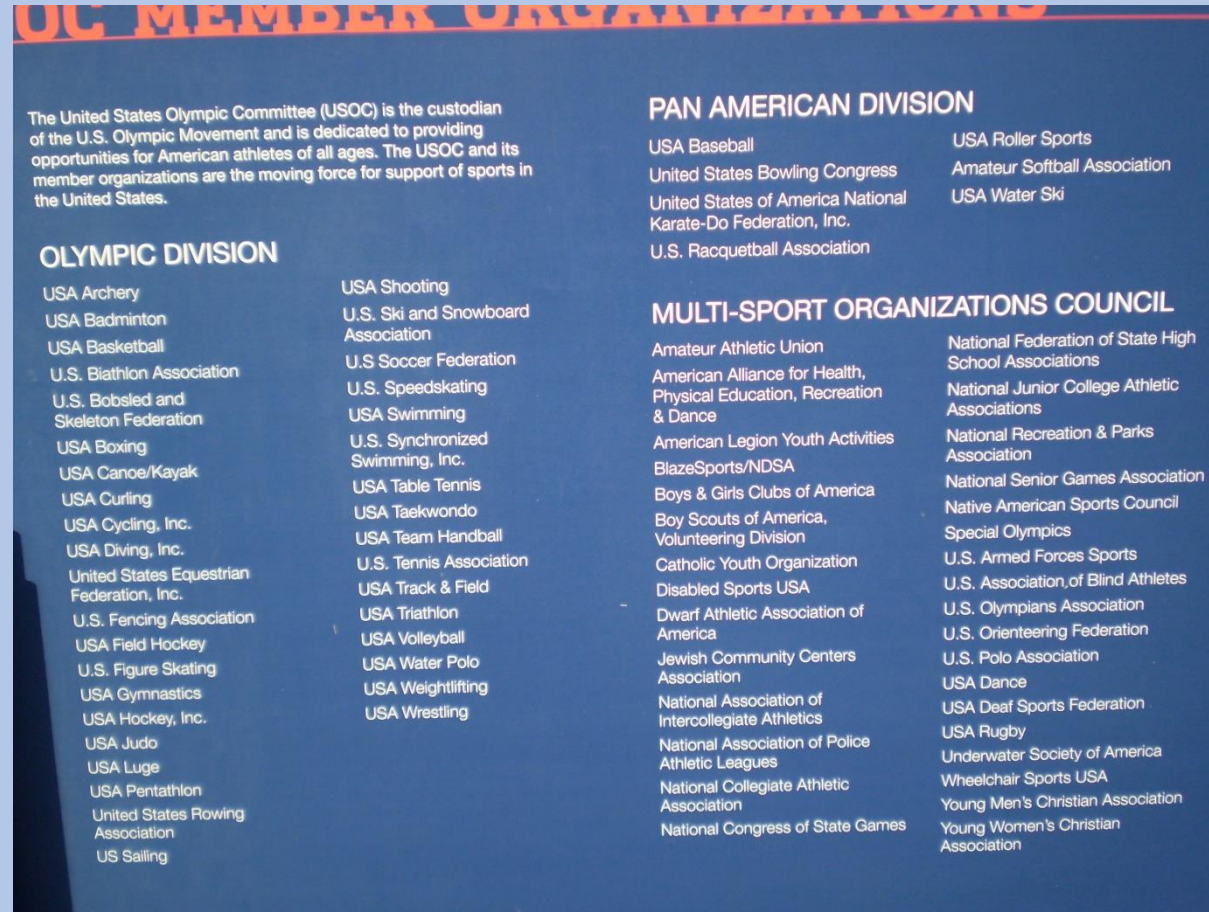 OC MEMBER ORGANIZATIONS
The United States Olympic Committee (USOC) is the custodian
of the U.S. Olympic Movement and is dedicated to providing
opportunities for American athletes of all ages. The USOC and its
member organizations are the moving force for support of sports in
the United States.
OLYMPIC DIVISION
USA Archery
USA Badminton
USA Basketball
U.S. Biathlon Association
U.S. Bobsled and
Skeleton Federation
USA Boxing
USA Canoe/Kayak
USA Curling
USA Cycling, Inc.
USA Diving, Inc.
United States Equestrian
Federation, Inc.
U.S. Fencing Association
USA Field Hockey
U.S. Figure Skating
USA Gymnastics
USA Hockey, Inc.
USA Judo
USA Luge
USA Pentathlon
United States Rowing
Association
US Sailing
USA Shooting
U.S. Ski and Snowboard
Association
U.S Soccer Federation
U.S. Speedskating
USA Swimming
U.S. Synchronized
Swimming, Inc.
USA Table Tennis
USA Taekwondo
USA Team Handball
U.S. Tennis Association
USA Track & Field
USA Triathlon
USA Volleyball
USA Water Polo
USA Weightlifting
USA Wrestling
PAN AMERICAN DIVISION
USA Baseball
United States Bowling Congress
United States of America National
Karate-Do Federation, Inc.
U.S. Racquetball Association
USA Roller Sports
Amateur Softball Association
USA Water Ski
MULTI-SPORT ORGANIZATIONS COUNCIL
Amateur Athletic Union
American Alliance for Health,
Physical Education, Recreation
& Dance
American Legion Youth Activities
BlazeSports/NDSA
Boys & Girls Clubs of America
Boy Scouts of America,
Volunteering Division
Catholic Youth Organization
Disabled Sports USA
Dwarf Athletic Association of
America
Jewish Community Centers
Association
National Association of
Intercollegiate Athletics
National Association of Police
Athletic Leagues
National Collegiate Athletic
Association
National Congress of State Games
National Federation of State High
School Associations
National Junior College Athletic
Associations
National Recreation & Parks
Association
National Senior Games Association
Native American Sports Council
Special Olympics
U.S. Armed Forces Sports
U.S. Association of Blind Athletes
U.S. Olympians Association
U.S. Orienteering Federation
U.S. Polo Association
USA Dance
USA Deaf Sports Federation
USA Rugby
Underwater Society of America
Wheelchair Sports USA
Young Men's Christian Association
Young Women's Christian
Association